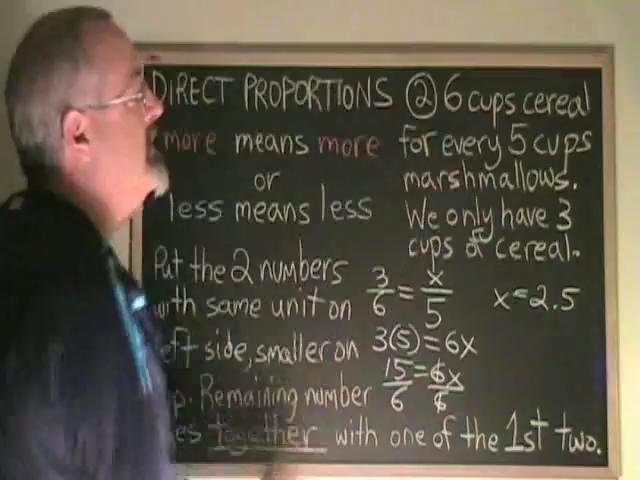 DIRECT PROPORTIONS
more means more
or
less means less
Put the 2 numbers
with same unit on
left side, smaller on
Remaining number
together with one of the 1st two.
② 6 cups cereal
for every 5 cups
marshmallows.
We only have 3
cups of cereal.
3/6 = x/5
x=2.5
3(5)=6x
15/6 = 6x/6